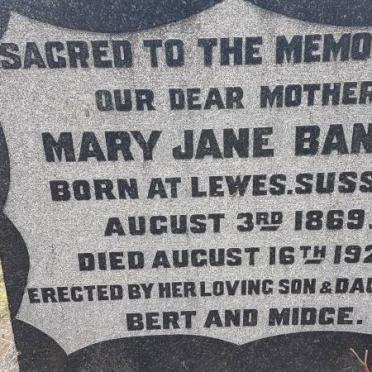 SACRED TO THE MEMO
OUR DEAR MOTHER
MARY JANE BAN
BORN AT LEWES. SUSS
AUGUST 3RD 1869.
DIED AUGUST 16TH 192
ERECTED BY HER LOVING SON & DAU
BERT AND MIDGE.